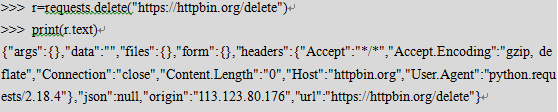 >>> r=requests.delete("https://httpbin.org/delete")
>>> print(r.text)
{"args":{},"data":"","files":{},"form":{},"headers":{"Accept":"*/*","Accept.Encoding":"gzip, de
flate","Connection":"close","Content.Length":"0","Host":"httpbin.org","User.Agent":"python.requ
ests/2.18.4"},"json":null,"origin":"113.123.80.176","url":"https://httpbin.org/delete"}